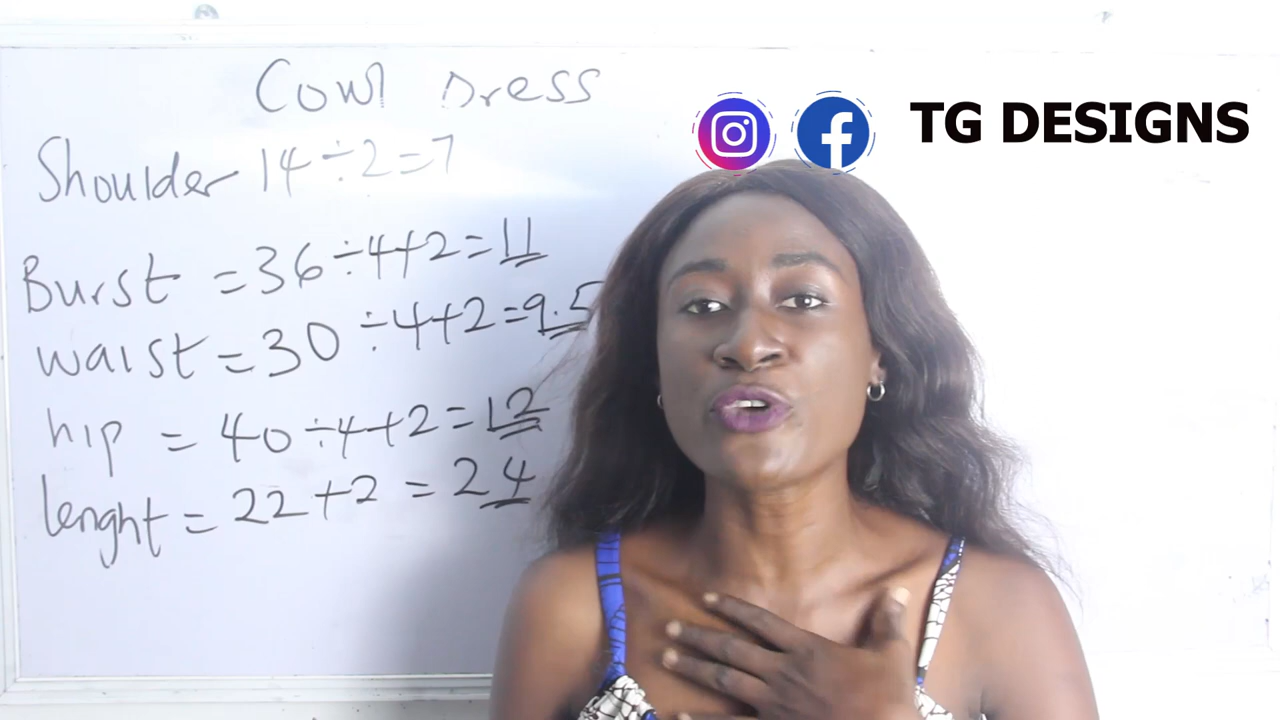 Cowl Dress
TG DESIGNS
Shoulder 14÷2=7
Burst = 36÷4+2=11
waist = 30÷4+2=9.5
hip = 40÷4+2=12
lenght = 22+2 = 24